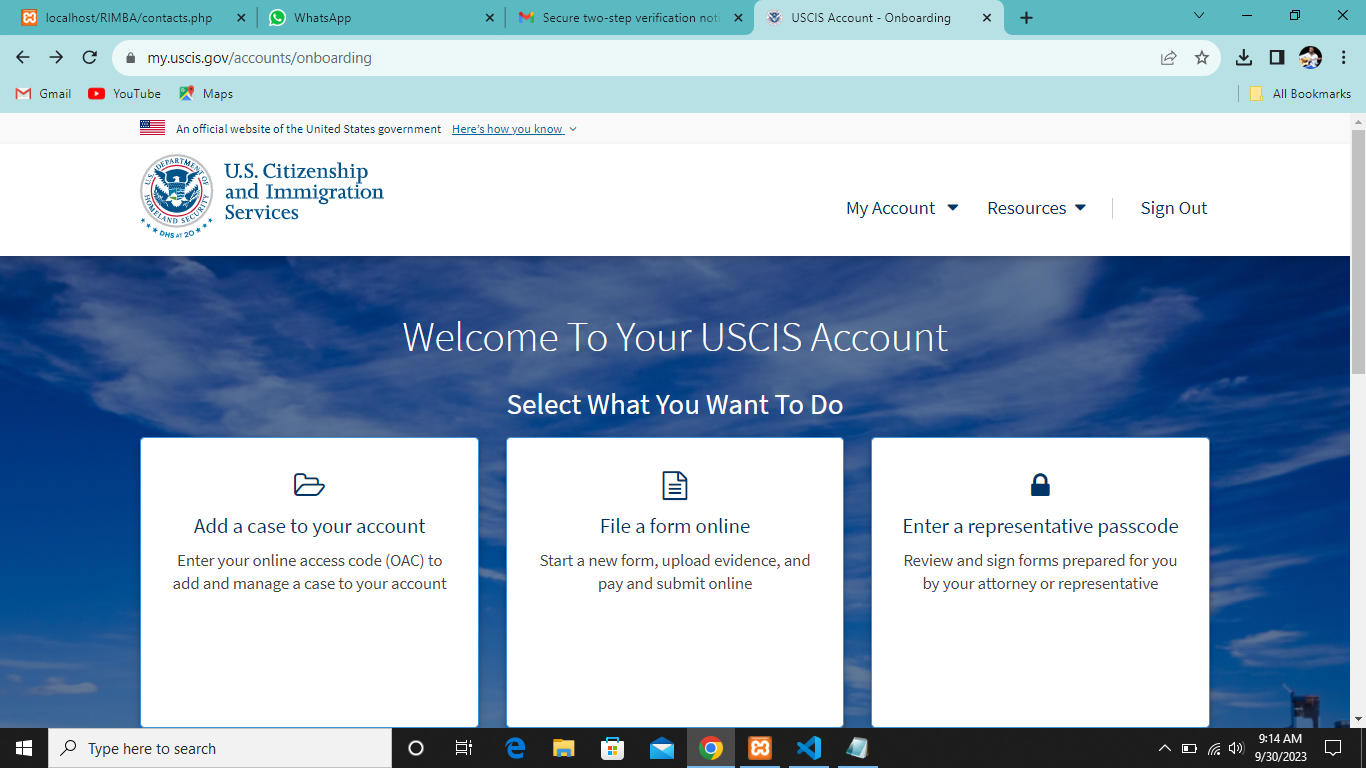 localhost/RIMBA/contacts.php
WhatsApp
Secure two-step verification noti
USCIS Account - Onboarding
my.uscis.gov/accounts/onboarding
Gmail
YouTube
Maps
All Bookmarks
An official website of the United States government
Here's how you know
U.S. DEPARTMENT OF
HOMELAND SECURITY
DHS AT 20
U.S. Citizenship
and Immigration
Services
My Account
Resources
Sign Out
Welcome To Your USCIS Account
Select What You Want To Do
Add a case to your account
Enter your online access code (OAC) to
add and manage a case to your account
File a form online
Start a new form, upload evidence, and
pay and submit online
Enter a representative passcode
Review and sign forms prepared for you
by your attorney or representative
Type here to search
9:14 AM
9/30/2023